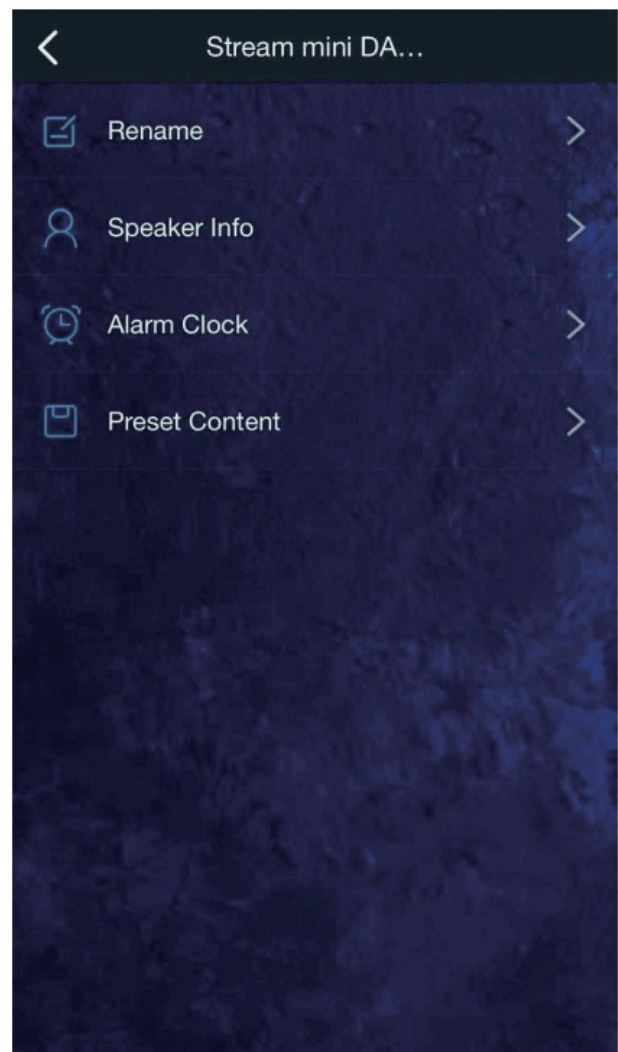 Stream mini DA…
Rename
Speaker Info
Alarm Clock
Preset Content